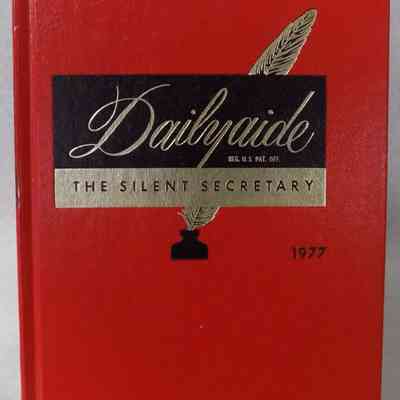 Dailyaide
REG. U.S. PAT. OFF.
THE SILENT SECRETARY
1977